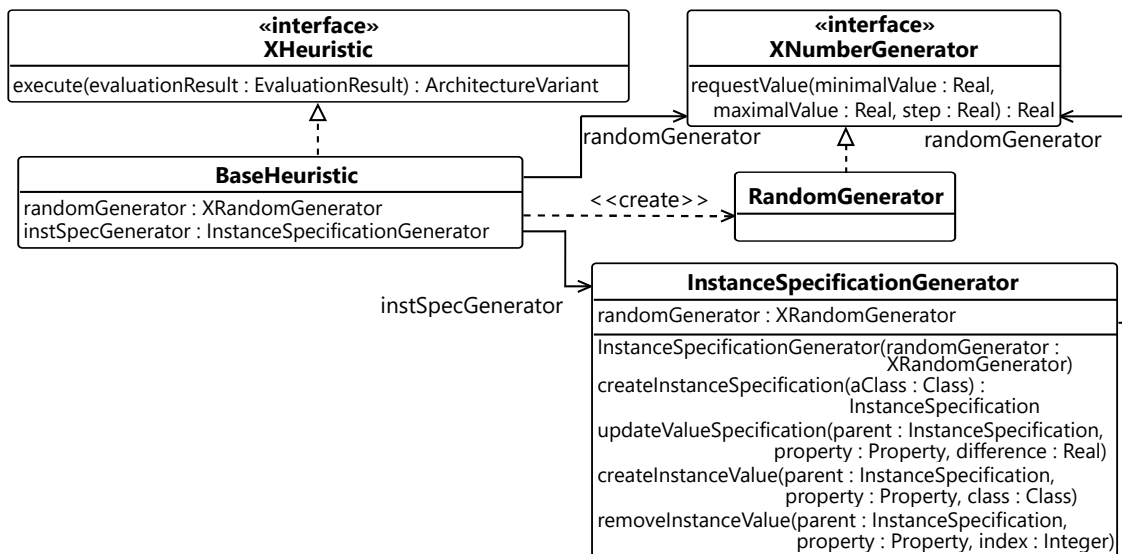 «interface»
XHeuristic
execute(evaluationResult : EvaluationResult) : ArchitectureVariant
«interface»
XNumberGenerator
requestValue(minimalValue : Real,
maximalValue : Real, step : Real) : Real
randomGenerator
randomGenerator
BaseHeuristic
randomGenerator : XRandomGenerator
instSpecGenerator : InstanceSpecificationGenerator
<<create>>
RandomGenerator
instSpecGenerator
InstanceSpecificationGenerator
randomGenerator : XRandomGenerator
InstanceSpecificationGenerator(randomGenerator :
XRandomGenerator)
createInstanceSpecification(aClass : Class) :
InstanceSpecification
updateValueSpecification(parent : InstanceSpecification,
property : Property, difference : Real)
createInstanceValue(parent : InstanceSpecification,
property : Property, class : Class)
removeInstanceValue(parent : InstanceSpecification,
property : Property, index : Integer)